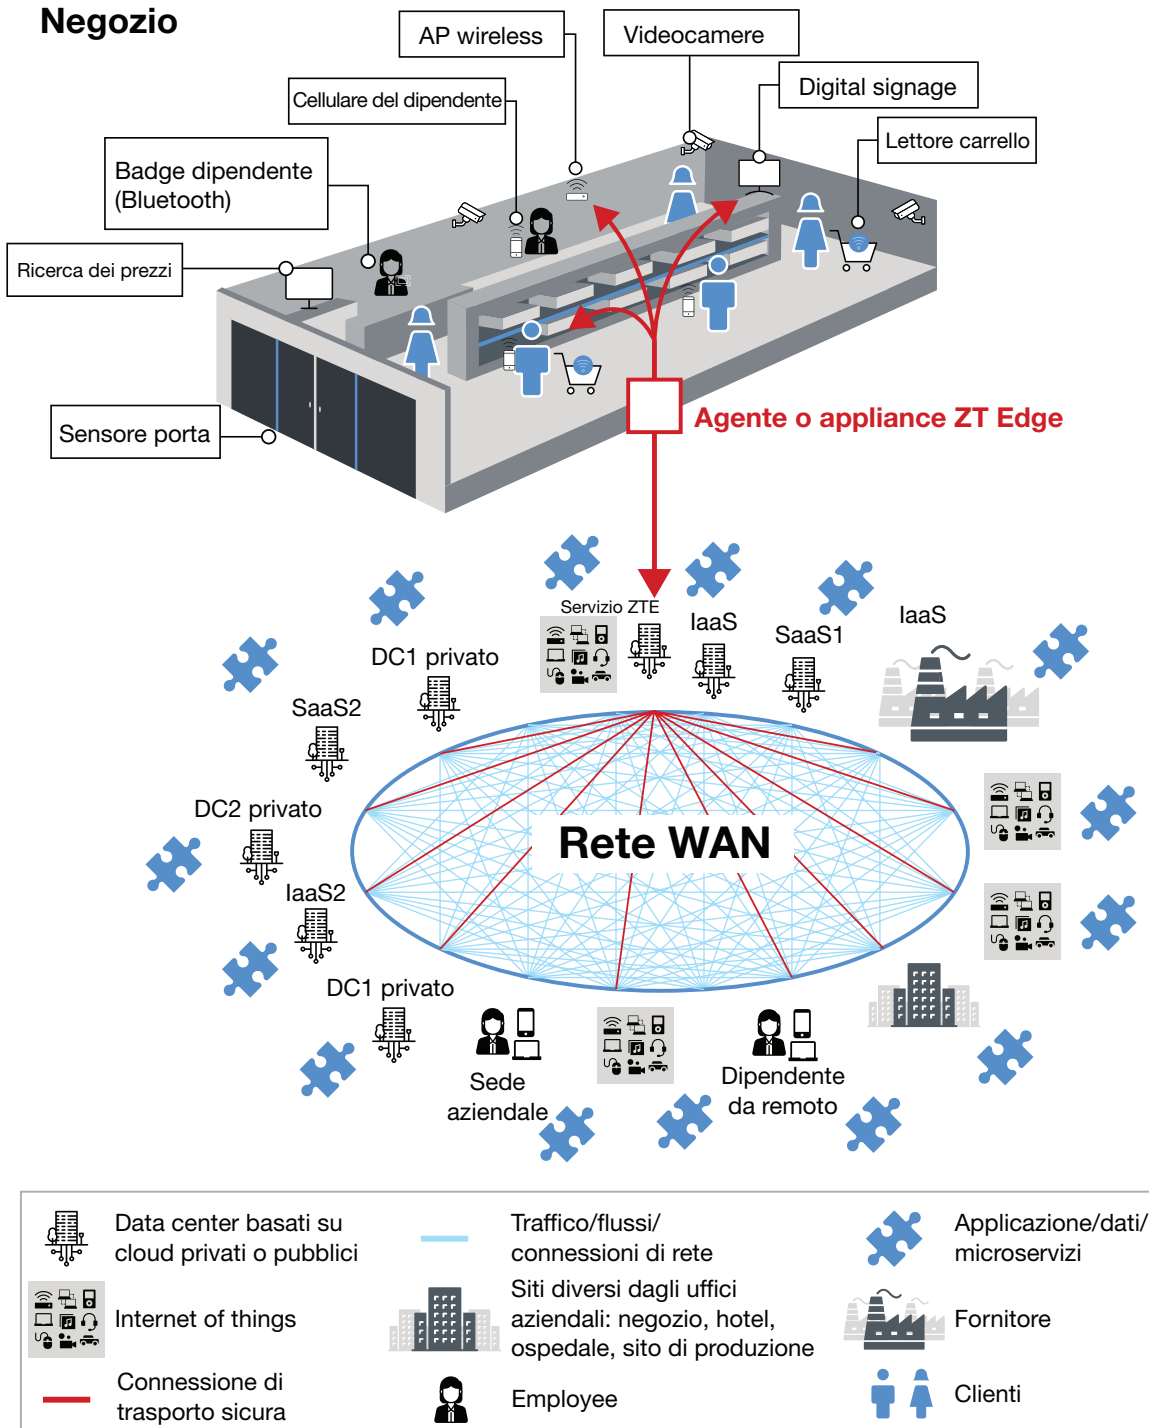 Negozio
AP wireless
Videocamere
Cellulare del dipendente
Digital signage
Badge dipendente
(Bluetooth)
Lettore carrello
Ricerca dei prezzi
Sensore porta
Agente o appliance ZT Edge
Servizio ZTE
IaaS
SaaS1
IaaS
DC1 privato
SaaS2
DC2 privato
Rete WAN
IaaS2
DC1 privato
Sede
aziendale
Dipendente
da remoto
Data center basati su
cloud privati o pubblici
Traffico/flussi/
connessioni di rete
Applicazione/dati/
microservizi
Internet of things
Siti diversi dagli uffici
aziendali: negozio, hotel,
ospedale, sito di produzione
Fornitore
Connessione di
trasporto sicura
Employee
Clienti